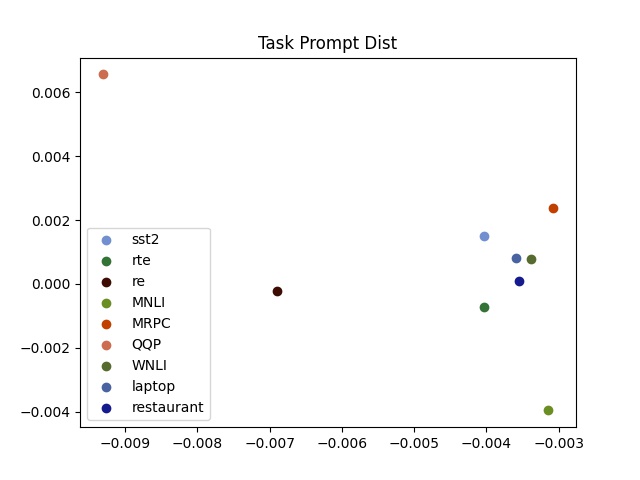 Task Prompt Dist
0.006
0.004
0.002
0.000
−0.002
−0.004
sst2
rte
re
MNLI
MRPC
QQP
WNLI
laptop
restaurant
−0.009 −0.008 −0.007 −0.006 −0.005 −0.004 −0.003